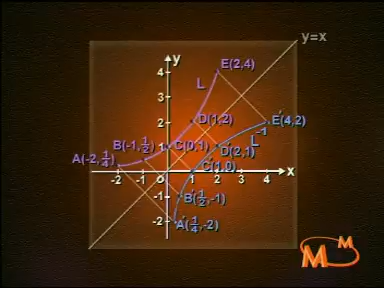 y=x
y
E(2,4)
4
L
3
2
D(1,2)
E'(4,2)
L⁻¹
B(-1,1/2)
1
C(0,1)
D'(2,1)
A(-2,1/4)
C'(1,0)
x
-2
-1
1
2
3
4
-1
B'(1/2,-1)
-2
A'(1/4,-2)
M M